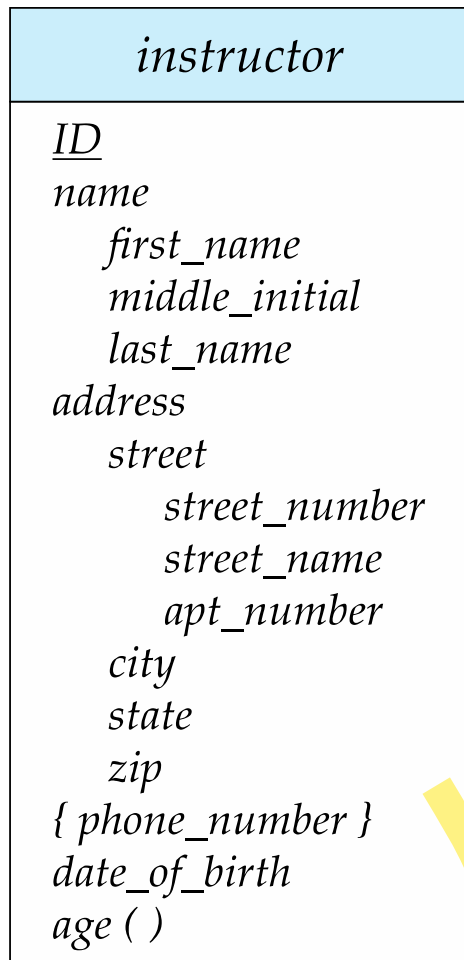 instructor
ID
name
first_name
middle_initial
last_name
address
street
street_number
street_name
apt_number
city
state
zip
{ phone_number }
date_of_birth
age ( )